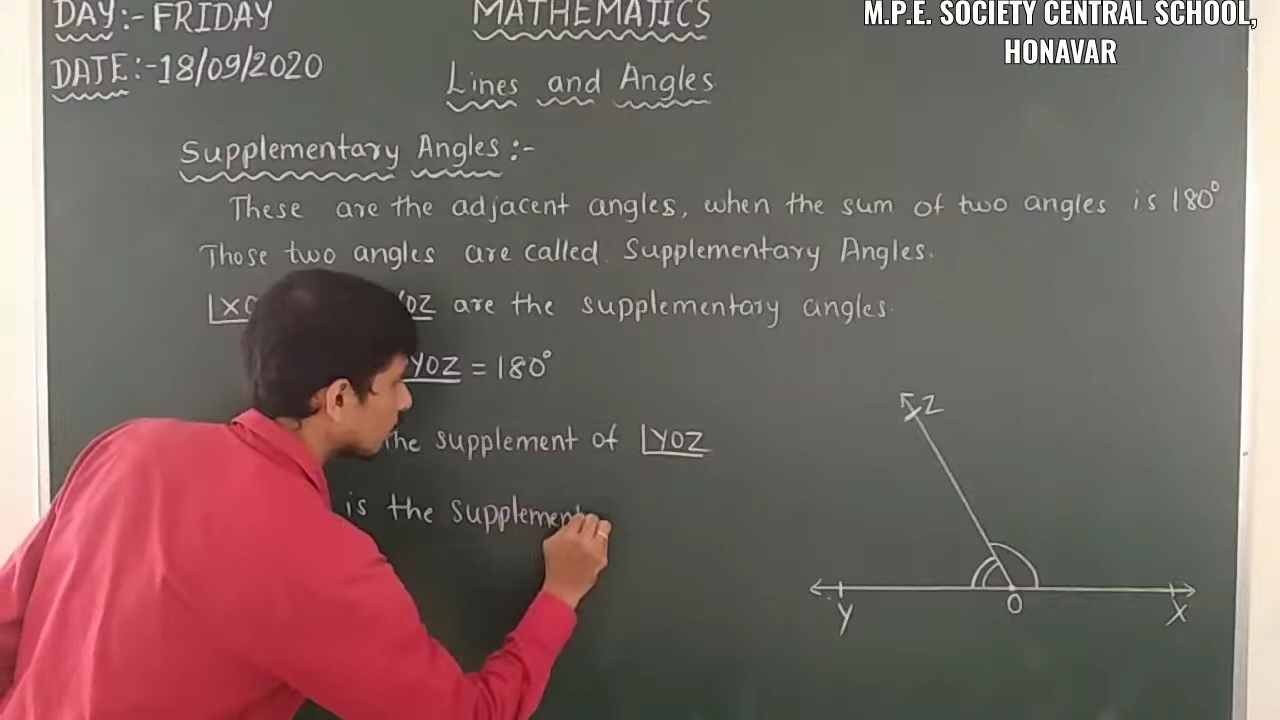 DAY:- FRIDAY
MATHEMATICS
M.P.E. SOCIETY CENTRAL SCHOOL,
HONAVAR
DATE:-18/09/2020
Lines and Angles
Supplementary Angles:-
These are the adjacent angles, when the sum of two angles is 180°
Those two angles are called Supplementary Angles.
are the supplementary angles.
YOZ = 180°
the supplement of ∠YOZ
is the supplement
Z
Y
O
X